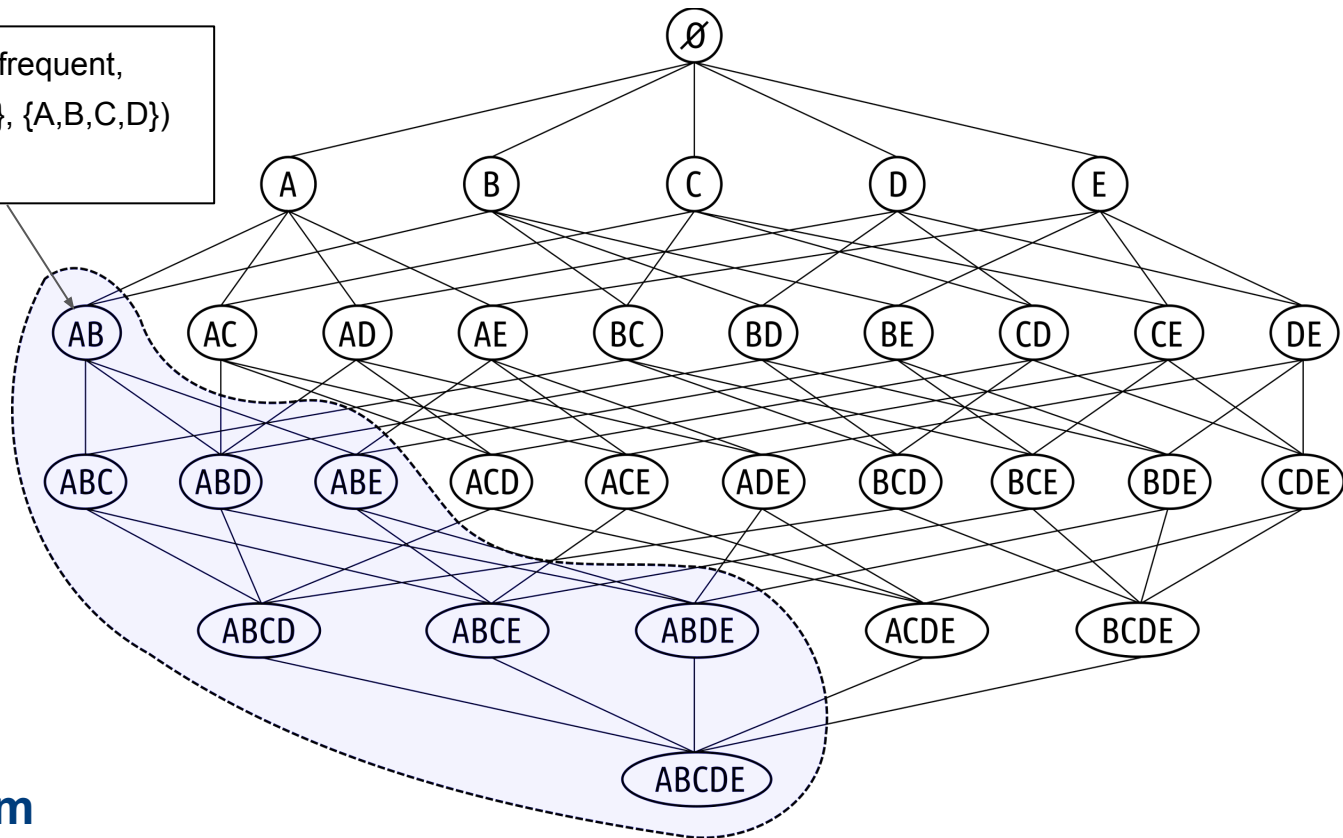 frequent,
}, {A,B,C,D})
Ø
A B C D E
AB AC AD AE BC BD BE CD CE DE
ABC ABD ABE ACD ACE ADE BCD BCE BDE CDE
ABCD ABCE ABDE ACDE BCDE
ABCDE
m